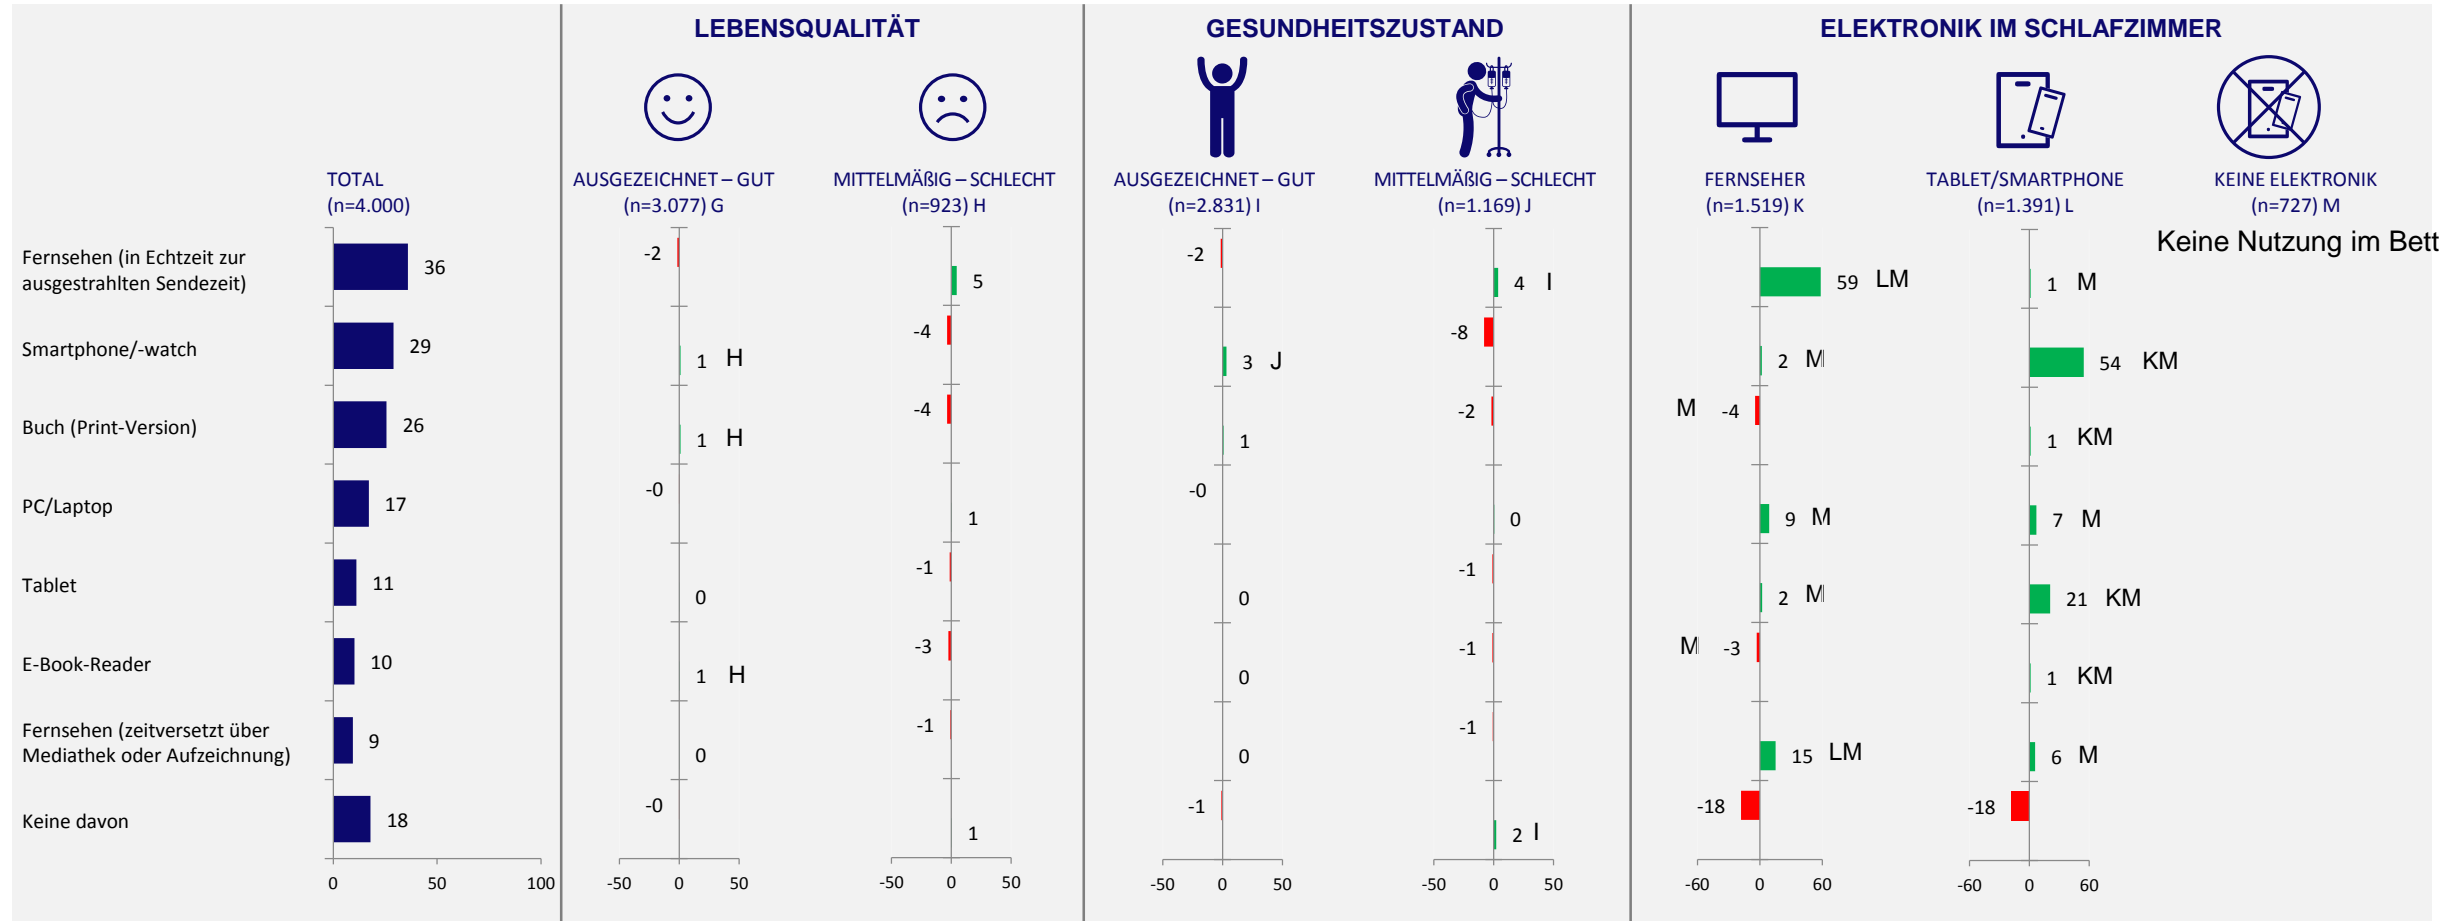 LEBENSQUALITÄT
GESUNDHEITSZUSTAND
ELEKTRONIK IM SCHLAFZIMMER
TOTAL
(n=4.000)
AUSGEZEICHNET – GUT
(n=3.077) G
MITTELMÄßIG – SCHLECHT
(n=923) H
AUSGEZEICHNET – GUT
(n=2.831) I
MITTELMÄßIG – SCHLECHT
(n=1.169) J
FERNSEHER
(n=1.519) K
TABLET/SMARTPHONE
(n=1.391) L
KEINE ELEKTRONIK
(n=727) M
Keine Nutzung im Bett
Fernsehen (in Echtzeit zur
ausgestrahlten Sendezeit)
36
-2
5
-2
4 I
59 LM
1 M
Smartphone/-watch
29
1 H
-4
3 J
-8
2 M
54 KM
Buch (Print-Version)
26
1 H
-4
1
-2
M -4
1 KM
PC/Laptop
17
-0
1
-0
0
9 M
7 M
Tablet
11
0
-1
0
-1
2 M
21 KM
E-Book-Reader
10
1 H
-3
0
-1
M -3
1 KM
Fernsehen (zeitversetzt über
Mediathek oder Aufzeichnung)
9
0
-1
0
-1
15 LM
6 M
Keine davon
18
-0
1
-1
2 I
-18
-18
0 50 100
-50 0 50
-50 0 50
-50 0 50
-50 0 50
-60 0 60
-60 0 60